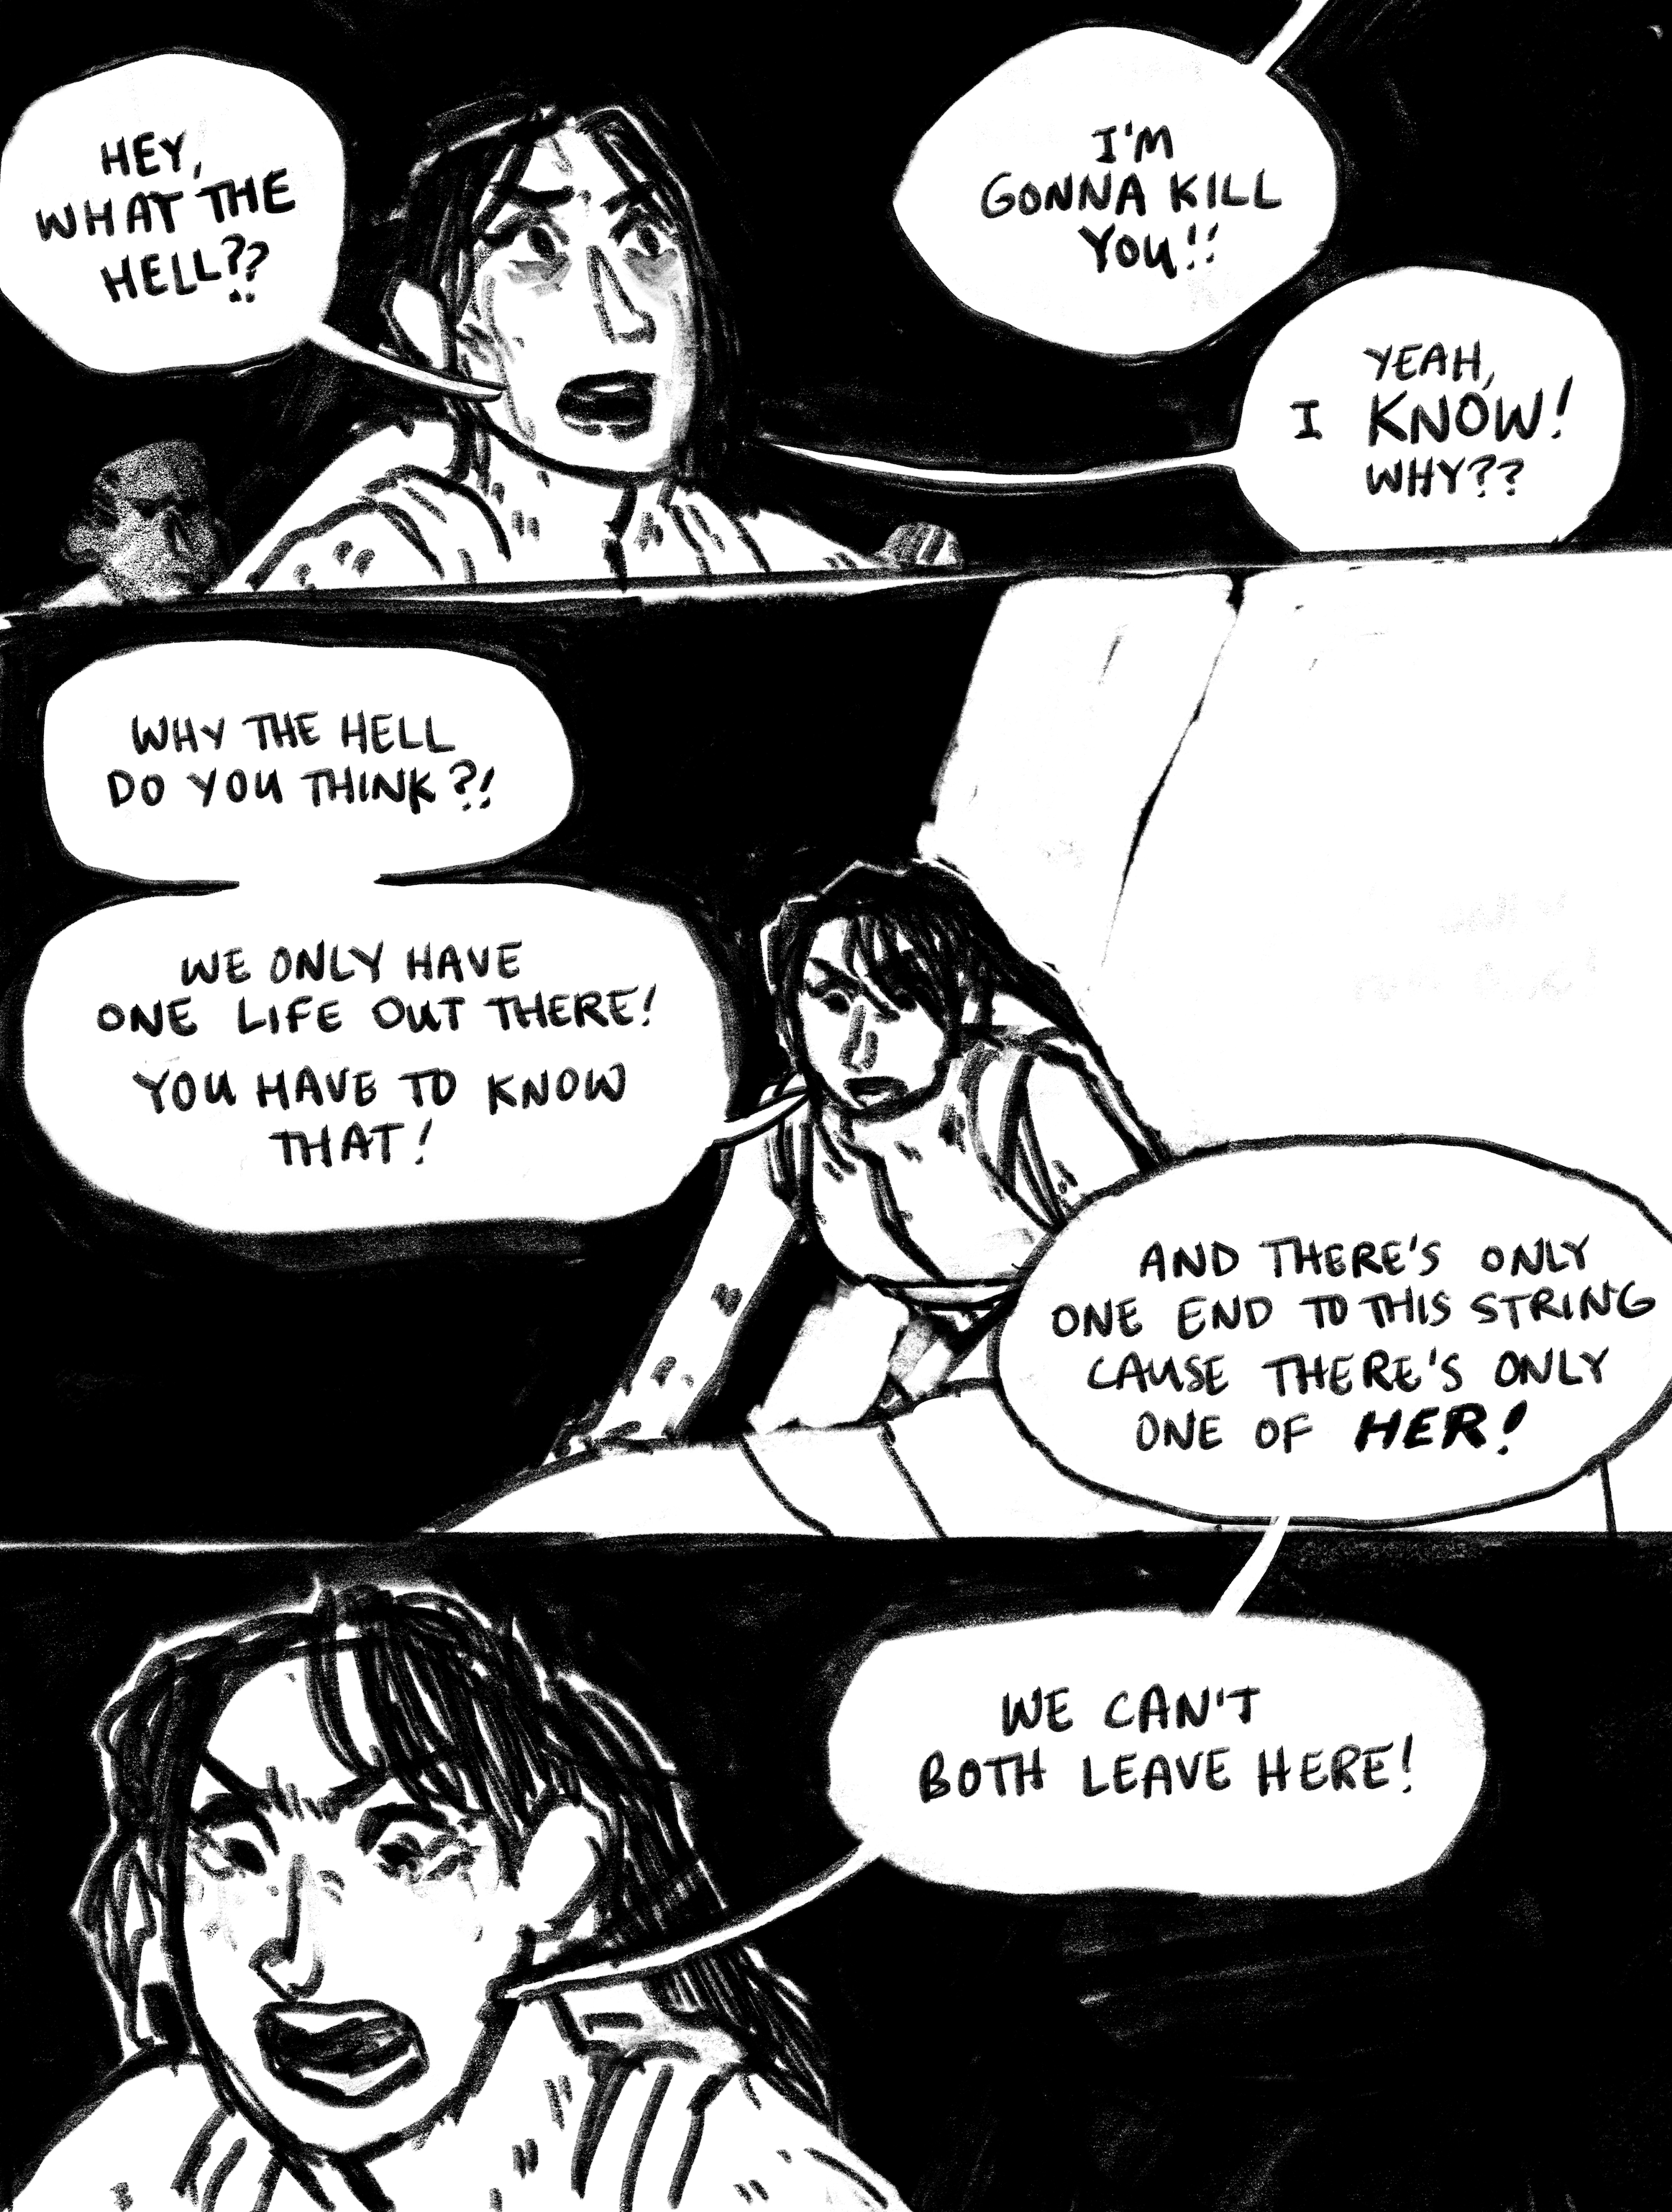 HEY,
WHAT THE
HELL??
I'M
GONNA KILL
YOU!!
YEAH,
I KNOW!
WHY??
WHY THE HELL
DO YOU THINK?!
WE ONLY HAVE
ONE LIFE OUT THERE!
YOU HAVE TO KNOW
THAT!
AND THERE'S ONLY
ONE END TO THIS STRING
CAUSE THERE'S ONLY
ONE OF HER!
WE CAN'T
BOTH LEAVE HERE!